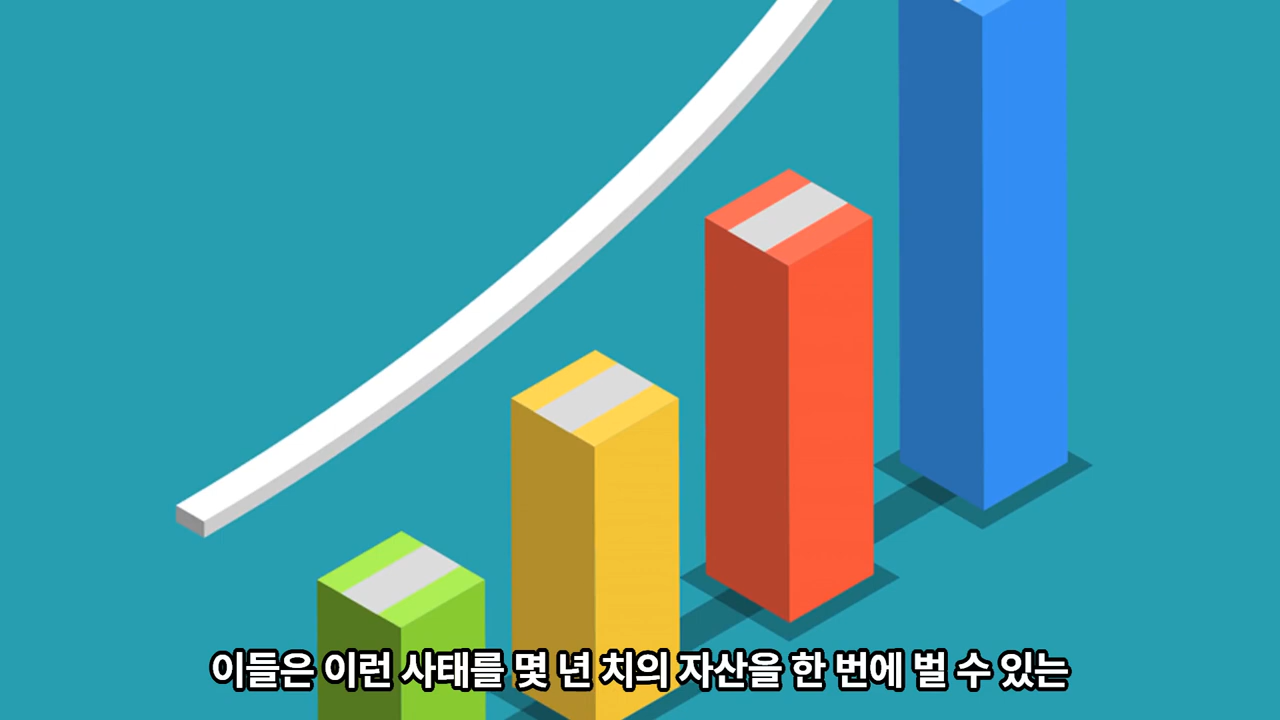 이들은 이런 사태를 몇 년 치의 자산을 한 번에 벌 수 있는